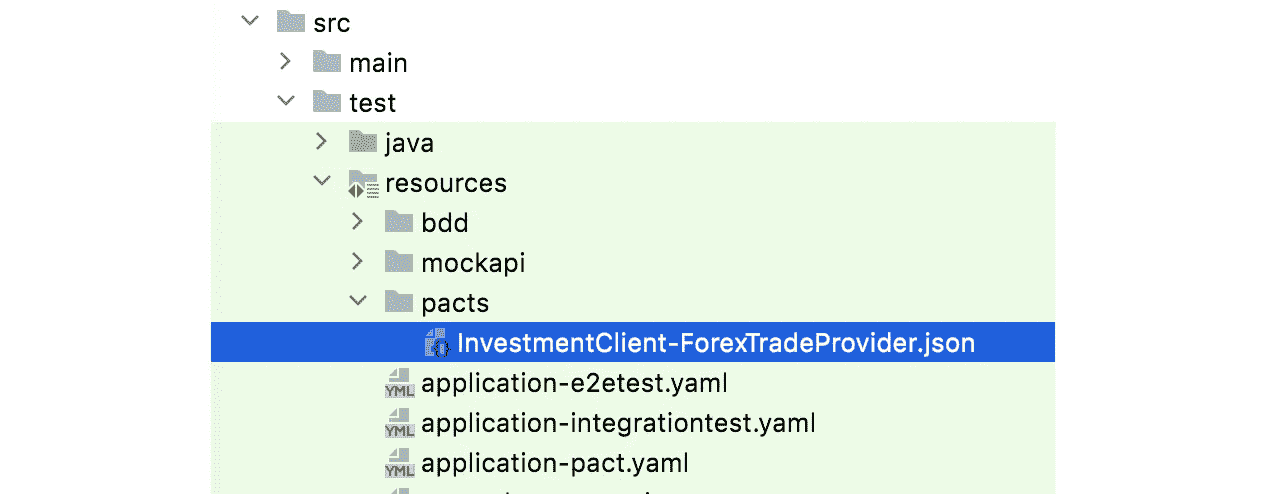 src
main
test
java
resources
bdd
mockapi
pacts
InvestmentClient-ForexTradeProvider.json
YML application-e2etest.yaml
YML application-integrationtest.yaml
YML application-pact.yaml